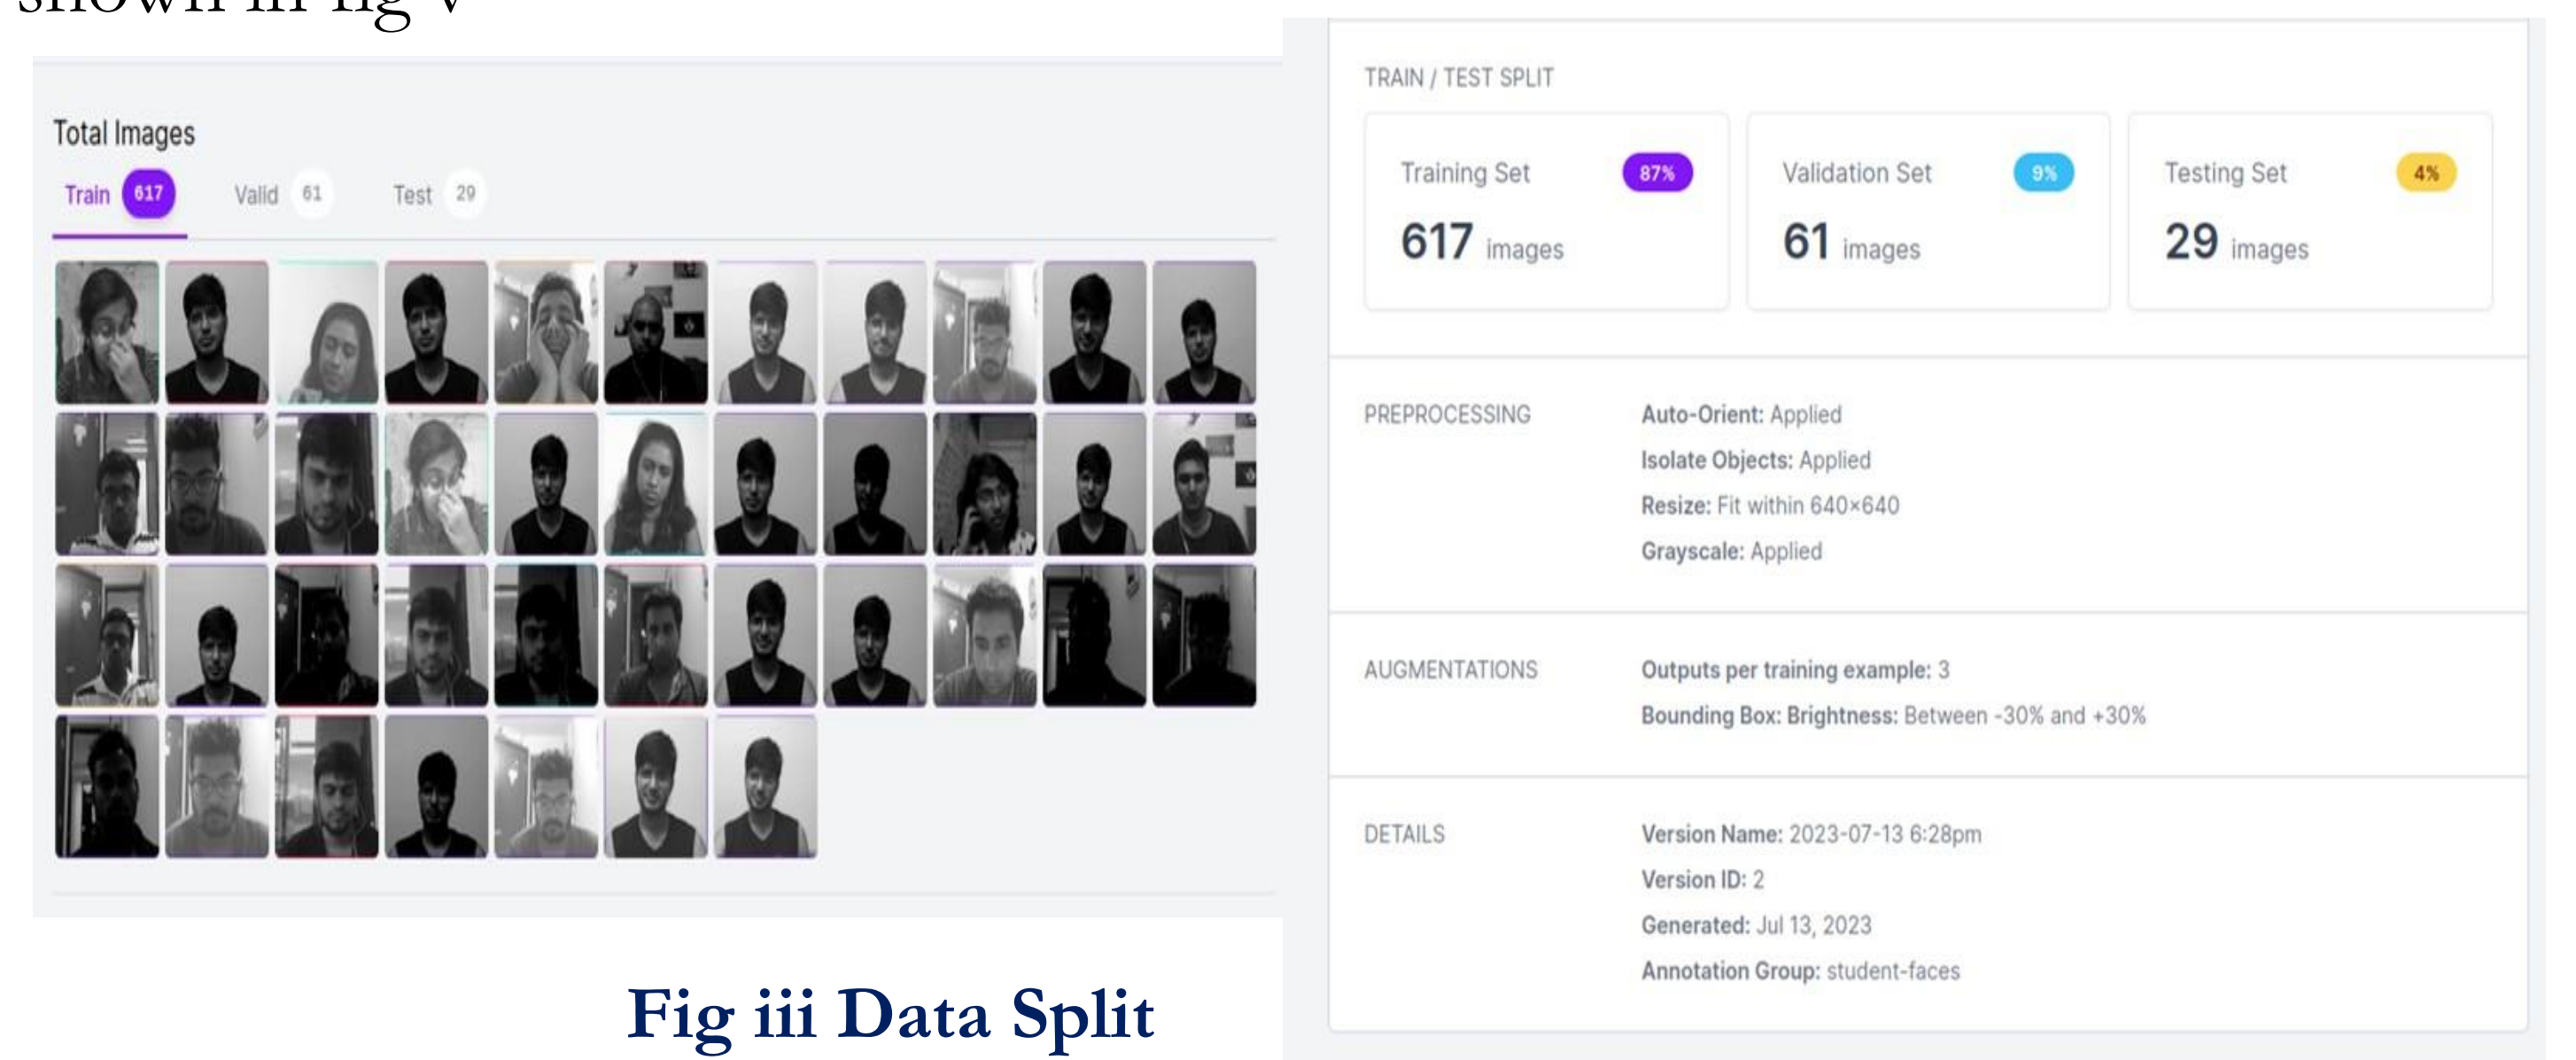 shown in fig v
Total Images
Train 617 Valid 61 Test 29
Fig iii Data Split
TRAIN / TEST SPLIT
Training Set 87%
617 images
Validation Set 9%
61 images
Testing Set 4%
29 images
PREPROCESSING
Auto-Orient: Applied
Isolate Objects: Applied
Resize: Fit within 640×640
Grayscale: Applied
AUGMENTATIONS
Outputs per training example: 3
Bounding Box: Brightness: Between -30% and +30%
DETAILS
Version Name: 2023-07-13 6:28pm
Version ID: 2
Generated: Jul 13, 2023
Annotation Group: student-faces